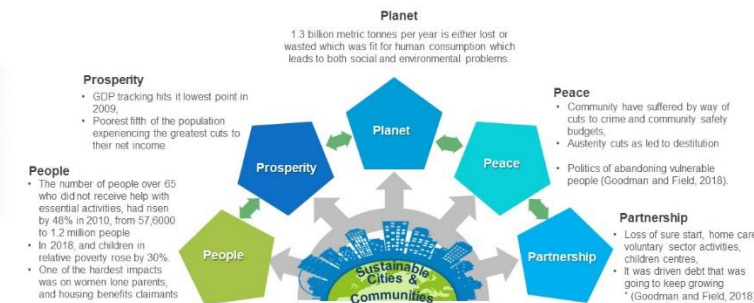 Planet
1.3 billion metric tonnes per year is either lost or
wasted which was fit for human consumption which
leads to both social and environmental problems.
Prosperity
• GDP tracking hits it lowest point in
2009,
• Poorest fifth of the population
experiencing the greatest cuts to
their net income
Peace
• Community have suffered by way of
cuts to crime and community safety
budgets,
• Austerity cuts as led to destitution
• Politics of abandoning vulnerable
people (Goodman and Field, 2018).
People
• The number of people over 65
who did not receive help with
essential activities, had risen
by 48% in 2010, from 57,6000
to 1.2 million people
• In 2018, and children in
relative poverty rose by 30%.
• One of the hardest impacts
was on women lone parents,
and housing benefits claimants
Partnership
• Loss of sure start, home care
voluntary sector activities,
children centres,
• It was driven debt that was
going to keep growing
(Goodman and Field, 2018)
Planet
Prosperity
Peace
People
Partnership
Sustainable
Cities &
Communities